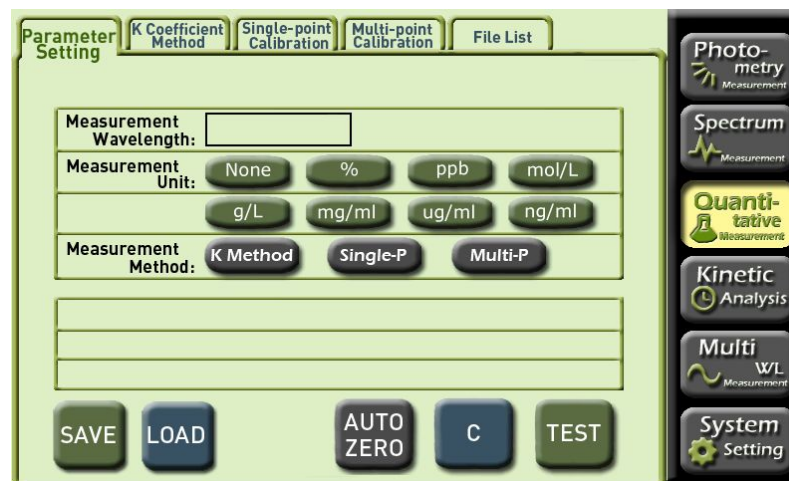 Parameter
Setting
K Coefficient
Method
Single-point
Calibration
Multi-point
Calibration
File List
Measurement
Wavelength:
Measurement
Unit:
None % ppb mol/L
g/L mg/ml ug/ml ng/ml
Measurement
Method:
K Method Single-P Multi-P
SAVE LOAD AUTO
ZERO C TEST
Photo-
metry
Measurement
Spectrum
Measurement
Quanti-
tative
Measurement
Kinetic
Analysis
Multi
WL
Measurement
System
Setting